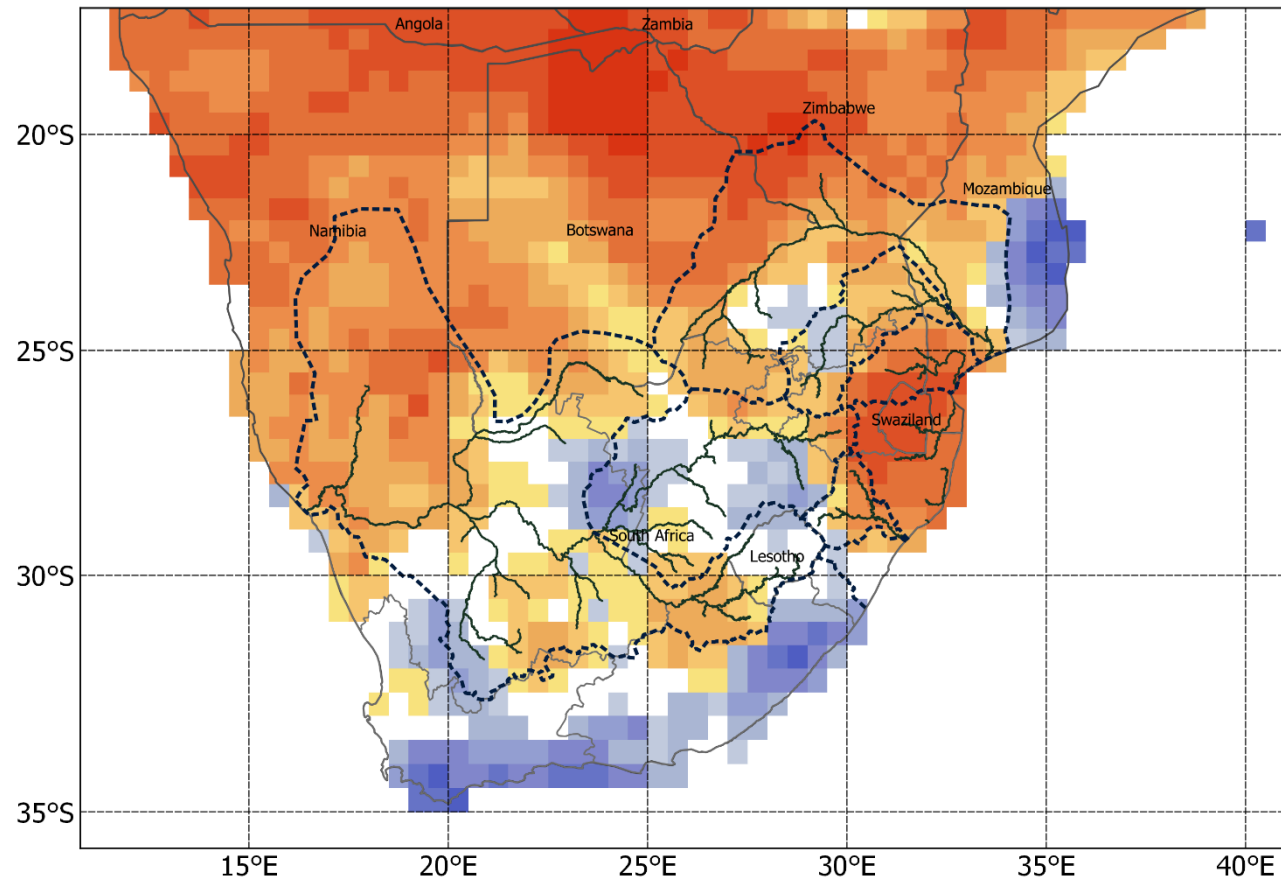 Angola
Zambia
Zimbabwe
20°S
Mozambique
Namibia
Botswana
25°S
Swaziland
South Africa
Lesotho
30°S
35°S
15°E
20°E
25°E
30°E
35°E
40°E